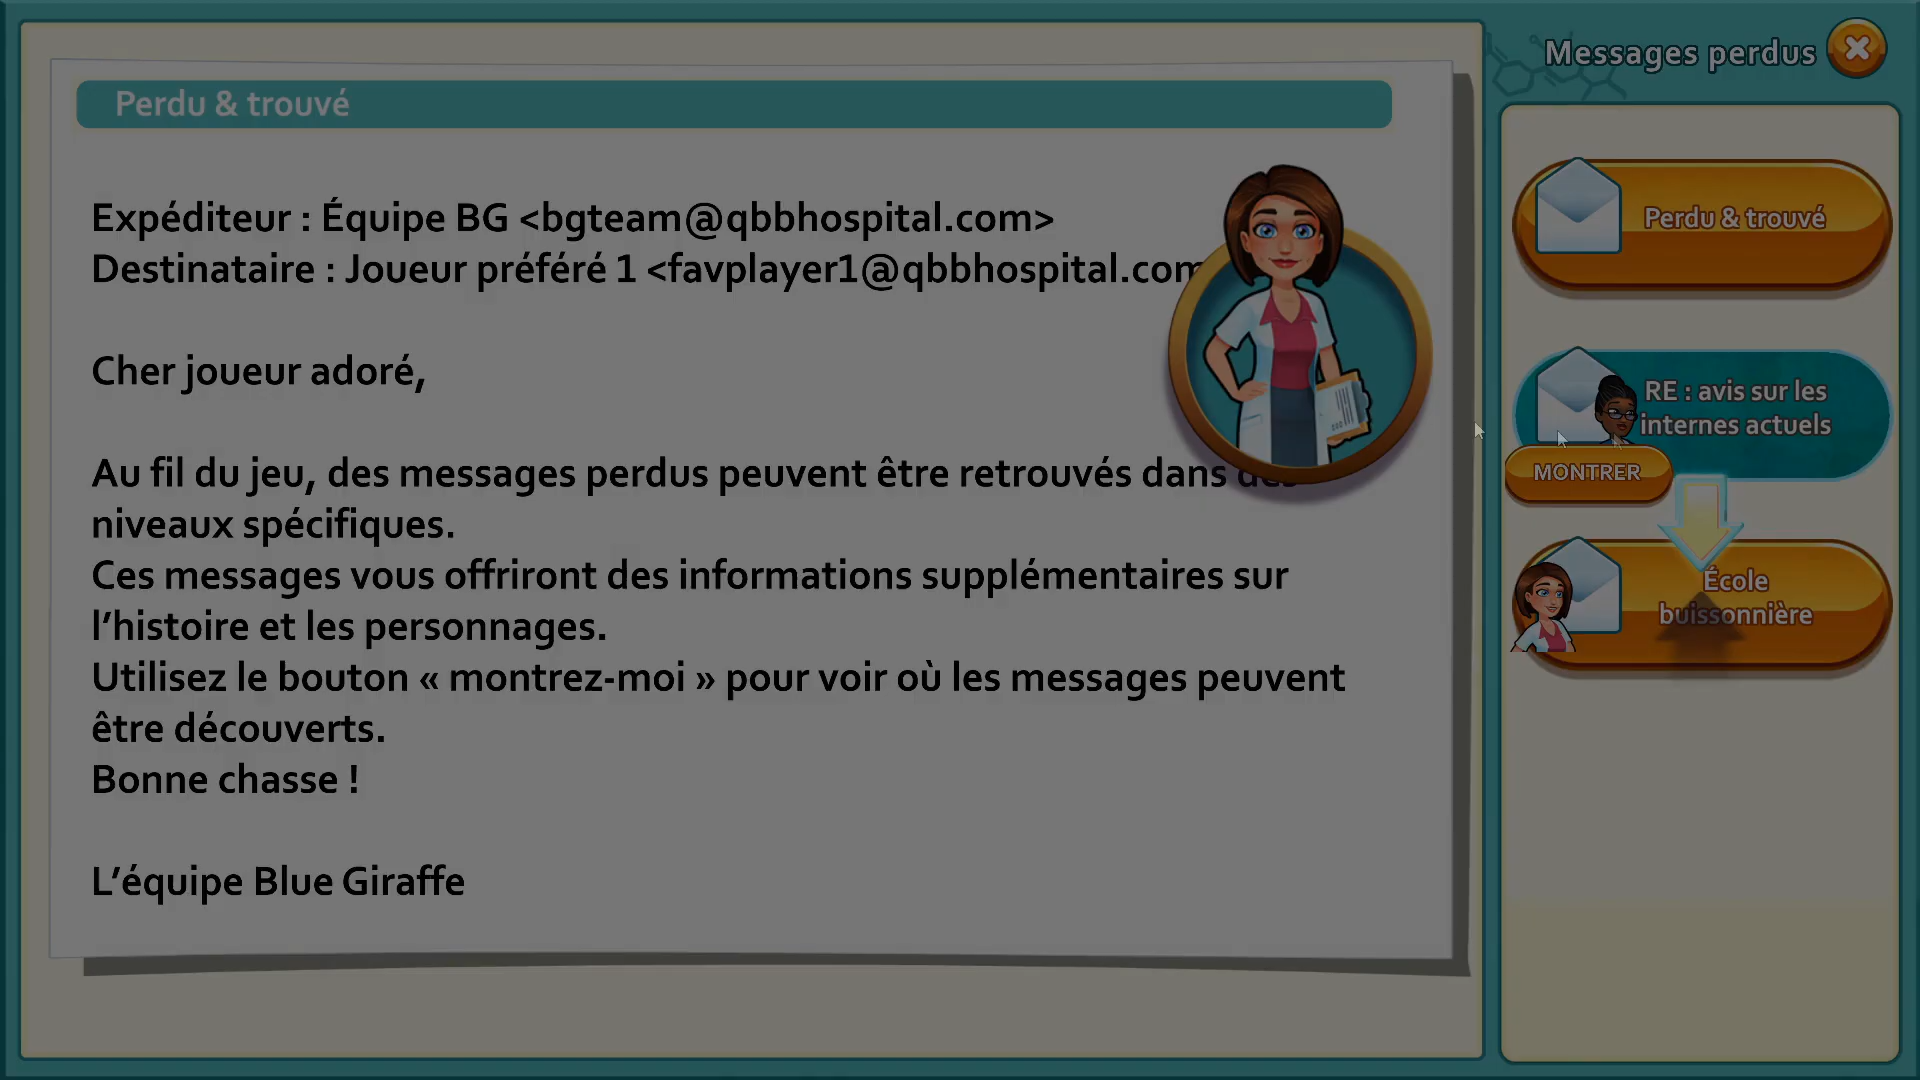 Perdu & trouvé
Expéditeur : Équipe BG <bgteam@qbbhospital.com>
Destinataire : Joueur préféré 1 <favplayer1@qbbhospital.com
Cher joueur adoré,
Au fil du jeu, des messages perdus peuvent être retrouvés dans des
niveaux spécifiques.
Ces messages vous offriront des informations supplémentaires sur
l’histoire et les personnages.
Utilisez le bouton « montrez-moi » pour voir où les messages peuvent
être découverts.
Bonne chasse !
L’équipe Blue Giraffe
Messages perdus
Perdu & trouvé
RE : avis sur les
internes actuels
MONTRER
École
buissonnière